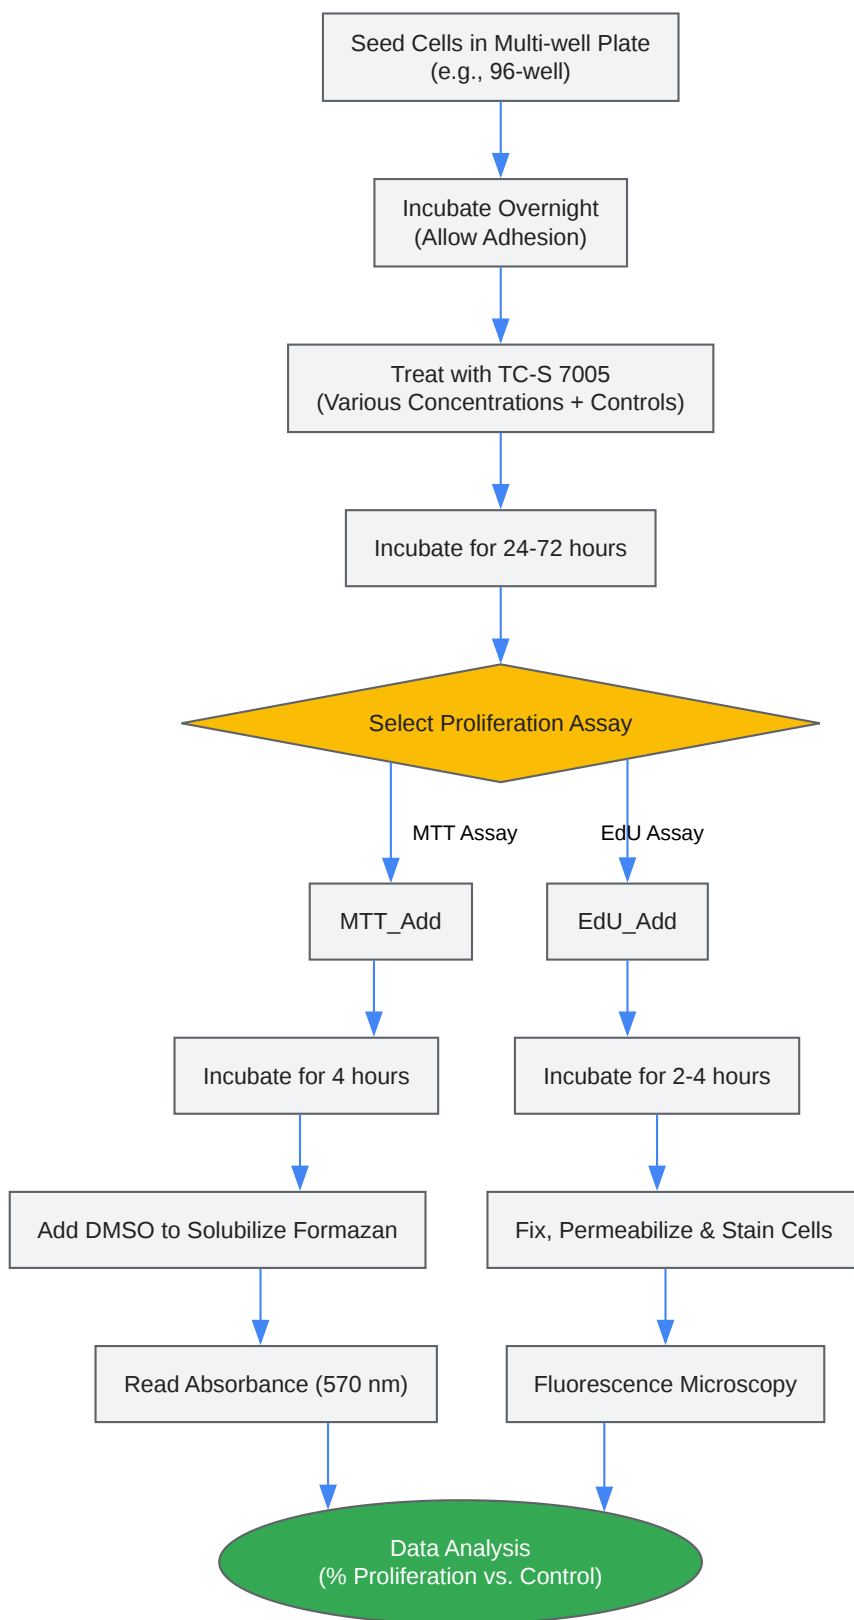 Seed Cells in Multi-well Plate
(e.g., 96-well)
Incubate Overnight
(Allow Adhesion)
Treat with TC-S 7005
(Various Concentrations + Controls)
Incubate for 24-72 hours
Select Proliferation Assay
MTT Assay
EdU Assay
MTT_Add
EdU_Add
Incubate for 4 hours
Incubate for 2-4 hours
Add DMSO to Solubilize Formazan
Fix, Permeabilize & Stain Cells
Read Absorbance (570 nm)
Fluorescence Microscopy
Data Analysis
(% Proliferation vs. Control)